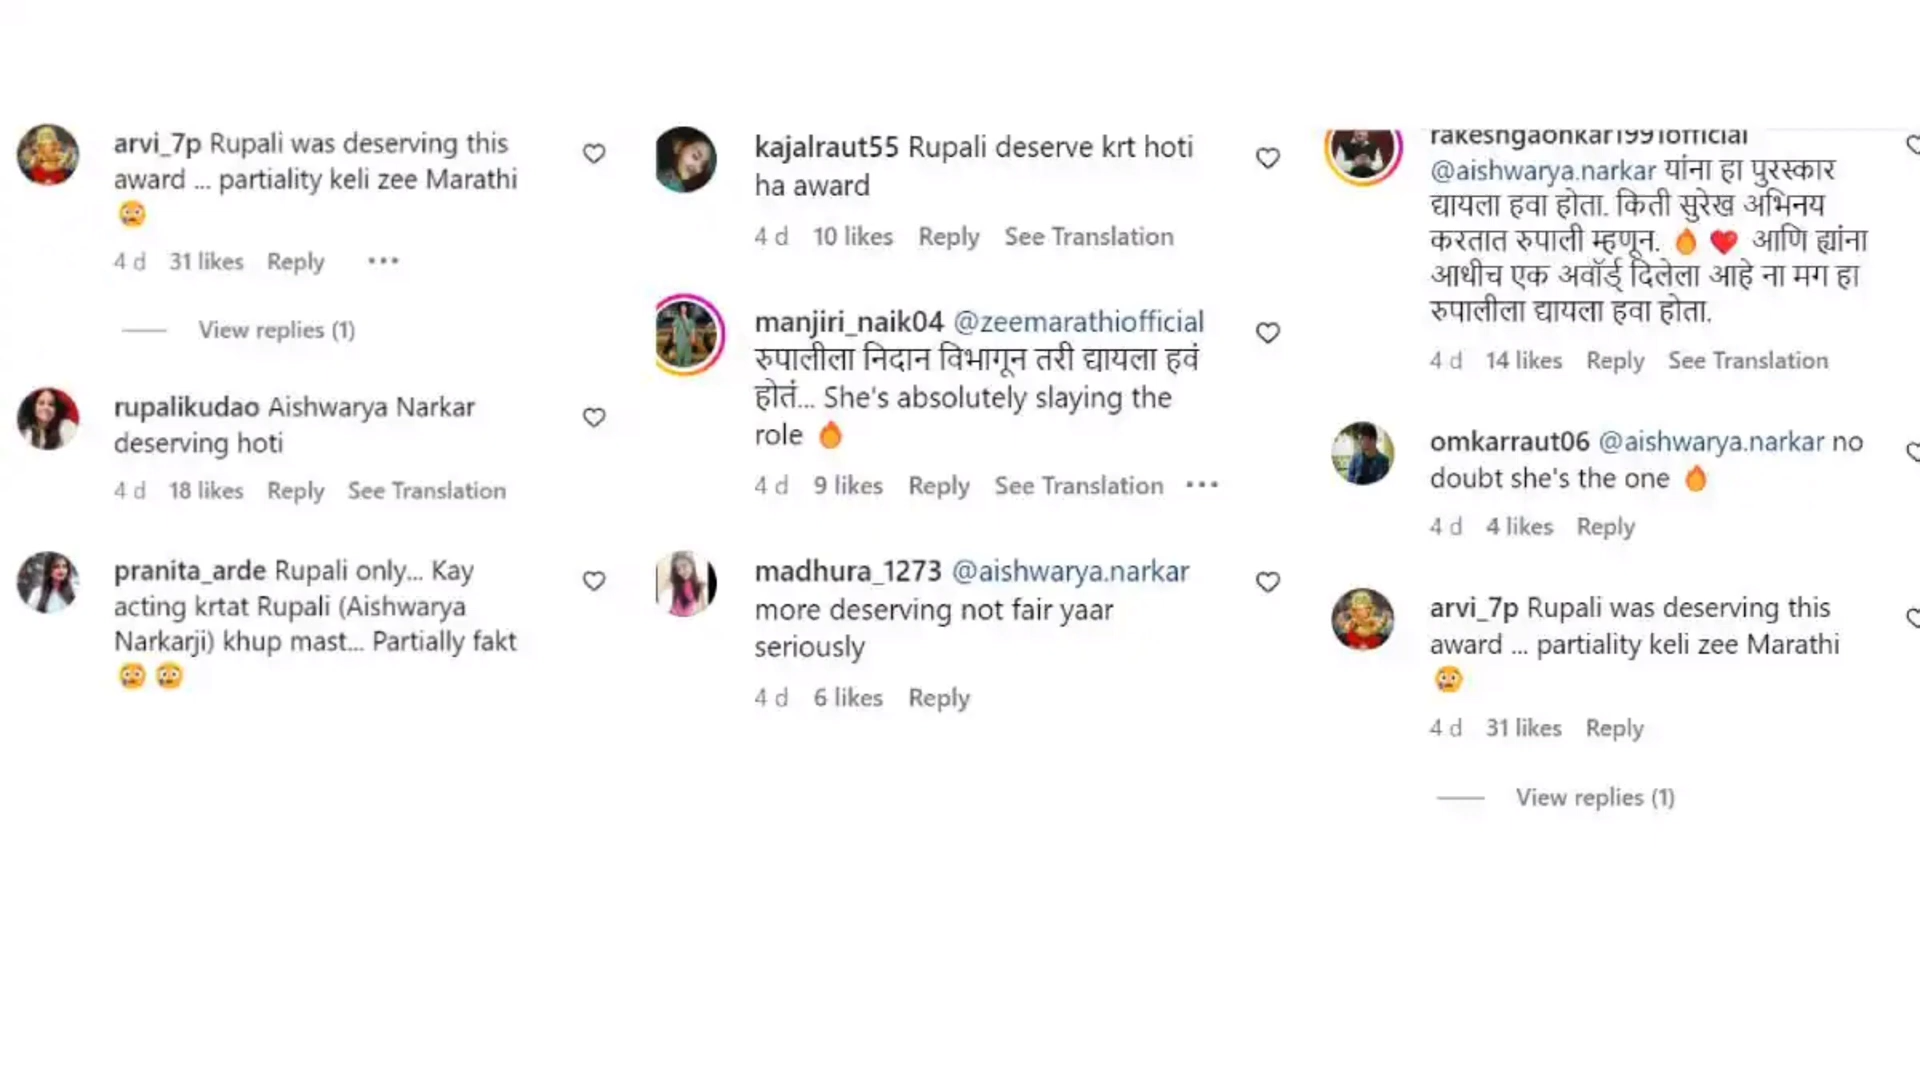 arvi_7p Rupali was deserving this
award ... partiality keli zee Marathi
😢
4 d 31 likes Reply •••
View replies (1)
rupalikudao Aishwarya Narkar
deserving hoti
4 d 18 likes Reply See Translation
pranita_arde Rupali only... Kay
acting krtat Rupali (Aishwarya
Narkarji) khup mast... Partially fakt
😢 😢
kajalraut55 Rupali deserve krt hoti
ha award
4 d 10 likes Reply See Translation
manjiri_naik04 @zeemarathiofficial
रुपालीला निदान विभागून तरी द्यायला हवं
होतं... She's absolutely slaying the
role 🔥
4 d 9 likes Reply See Translation •••
madhura_1273 @aishwarya.narkar
more deserving not fair yaar
seriously
4 d 6 likes Reply
rakeshgaonkar1991official
@aishwarya.narkar यांना हा पुरस्कार
द्यायला हवा होता. किती सुरेख अभिनय
करतात रुपाली म्हणून. 🔥 ❤️ आणि ह्यांना
आधीच एक अवॉर्ड् दिलेला आहे ना मग हा
रुपालीला द्यायला हवा होता.
4 d 14 likes Reply See Translation
omkarraut06 @aishwarya.narkar no
doubt she's the one 🔥
4 d 4 likes Reply
arvi_7p Rupali was deserving this
award ... partiality keli zee Marathi
😢
4 d 31 likes Reply
View replies (1)